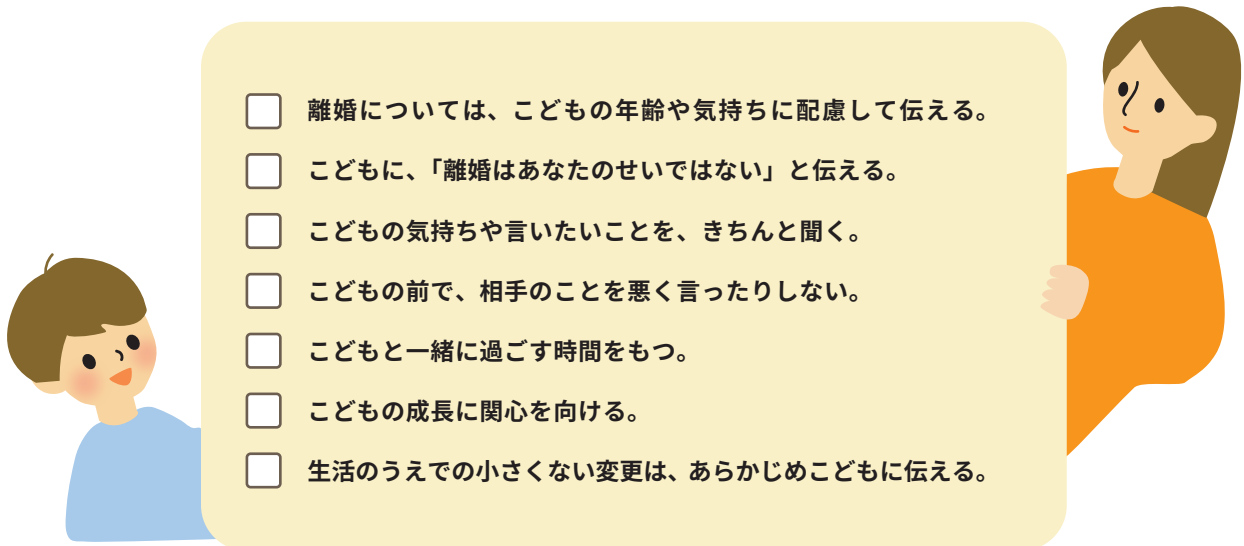 離婚については、こどもの年齢や気持ちに配慮して伝える。
こどもに、「離婚はあなたのせいではない」と伝える。
こどもの気持ちや言いたいことを、きちんと聞く。
こどもの前で、相手のことを悪く言ったりしない。
こどもと一緒に過ごす時間をもつ。
こどもの成長に関心を向ける。
生活のうえでの小さくない変更は、あらかじめこどもに伝える。